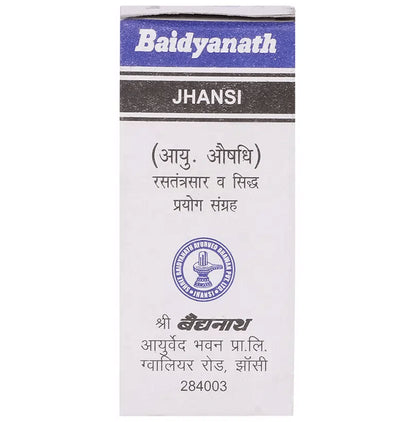 Baidyanath
JHANSI
(आयु. औषधि)
रसतंत्रसार व सिद्ध
प्रयोग संग्रह
श्री बैद्यनाथ
आयुर्वेद भवन प्रा.लि.
ग्वालियर रोड, झाँसी
284003